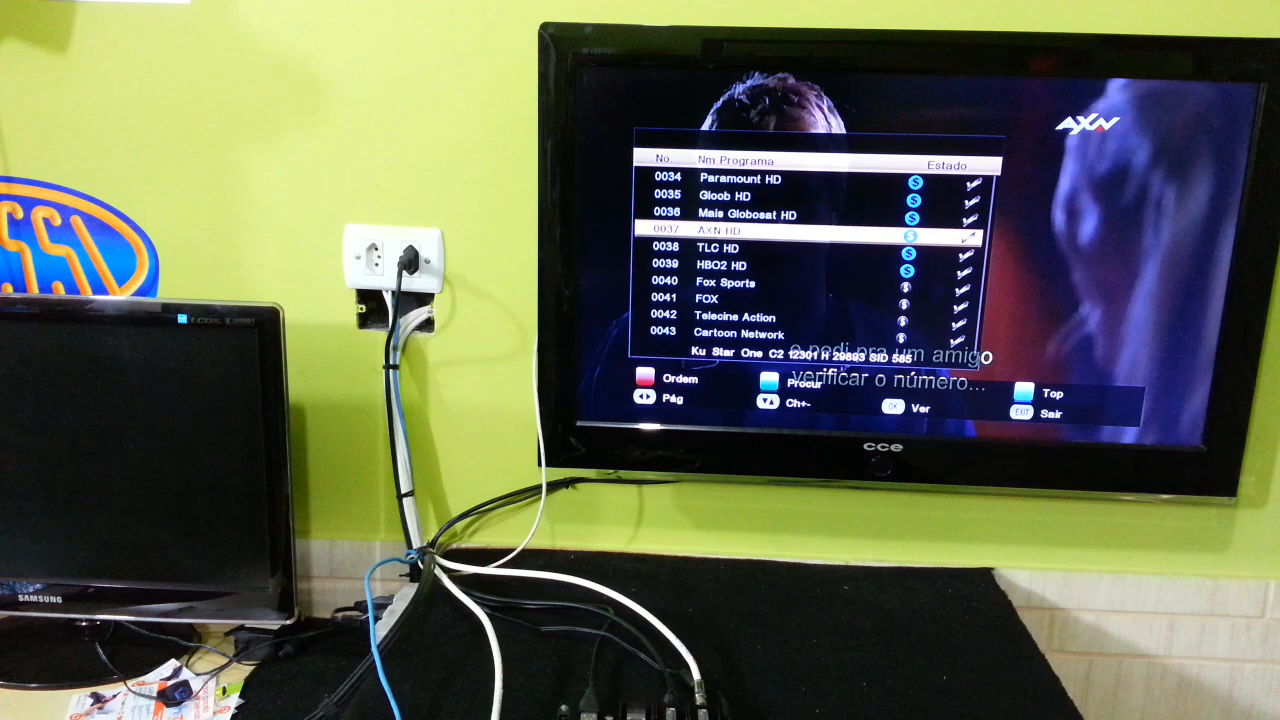 AXN
No. Nm Programa Estado
0034 Paramount HD $
0035 Gloob HD $
0036 Mais Globosat HD $
0037 AXN HD $
0038 TLC HD $
0039 HBO2 HD $
0040 Fox Sports $
0041 FOX $
0042 Telecine Action $
0043 Cartoon Network $
Ku Star One C2 12301 H 29893 SID 585
o pedi pra um amigo
verificar o número...
Ordem Procur Top
Pág Ch+- OK Ver EXIT Sair
cce
SAMSUNG